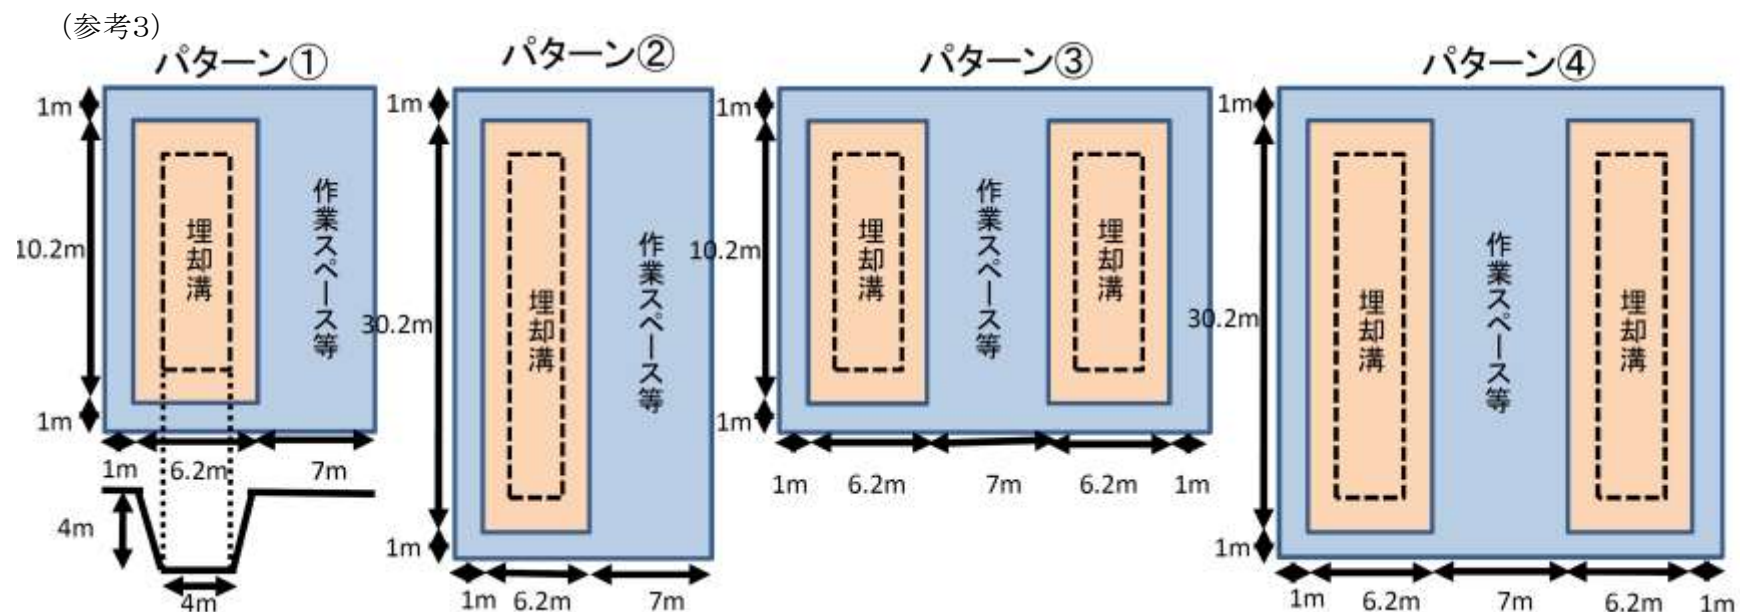 （参考3）
パターン①
1m
10.2m
1m
埋却溝
作業スペース等
1m
6.2m
7m
4m
4m
パターン②
1m
30.2m
1m
埋却溝
作業スペース等
1m
6.2m
7m
パターン③
1m
10.2m
1m
埋却溝
作業スペース等
埋却溝
1m
6.2m
7m
6.2m
1m
パターン④
1m
30.2m
1m
埋却溝
作業スペース等
埋却溝
1m
6.2m
7m
6.2m
1m